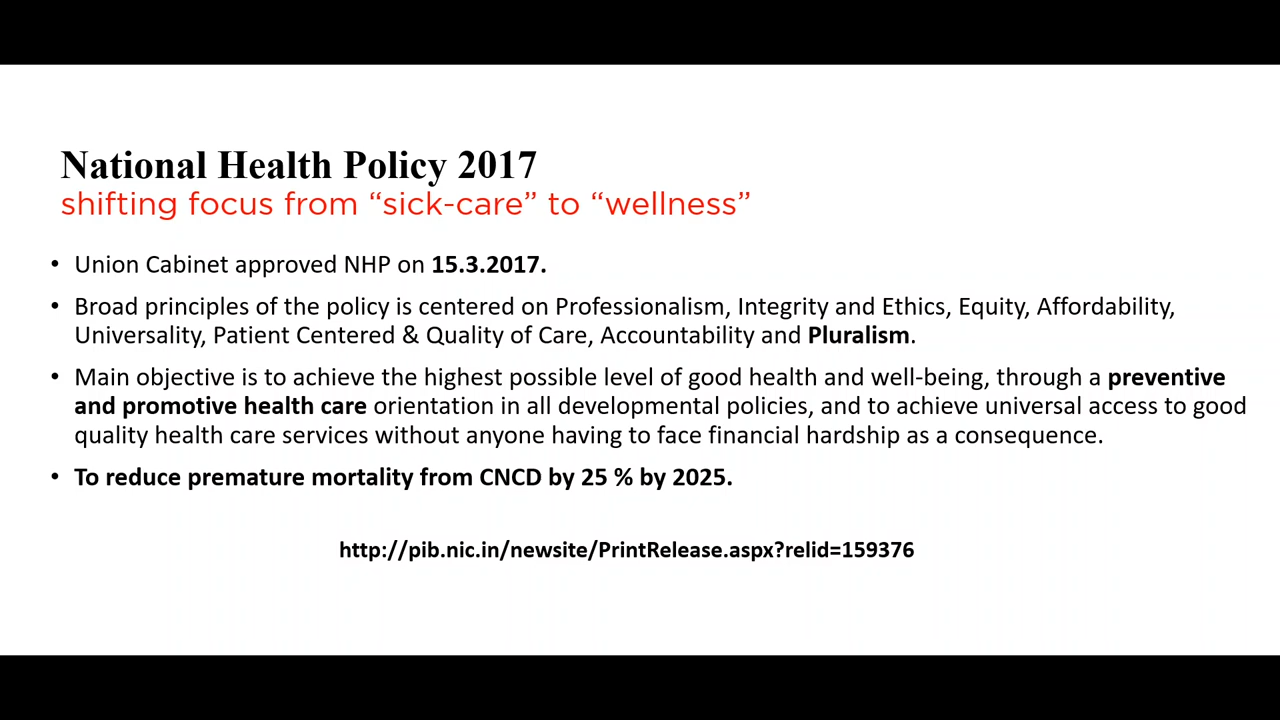 National Health Policy 2017
shifting focus from “sick-care” to “wellness”
• Union Cabinet approved NHP on 15.3.2017.
• Broad principles of the policy is centered on Professionalism, Integrity and Ethics, Equity, Affordability,
Universality, Patient Centered & Quality of Care, Accountability and Pluralism.
• Main objective is to achieve the highest possible level of good health and well-being, through a preventive
and promotive health care orientation in all developmental policies, and to achieve universal access to good
quality health care services without anyone having to face financial hardship as a consequence.
• To reduce premature mortality from CNCD by 25 % by 2025.
http://pib.nic.in/newsite/PrintRelease.aspx?relid=159376